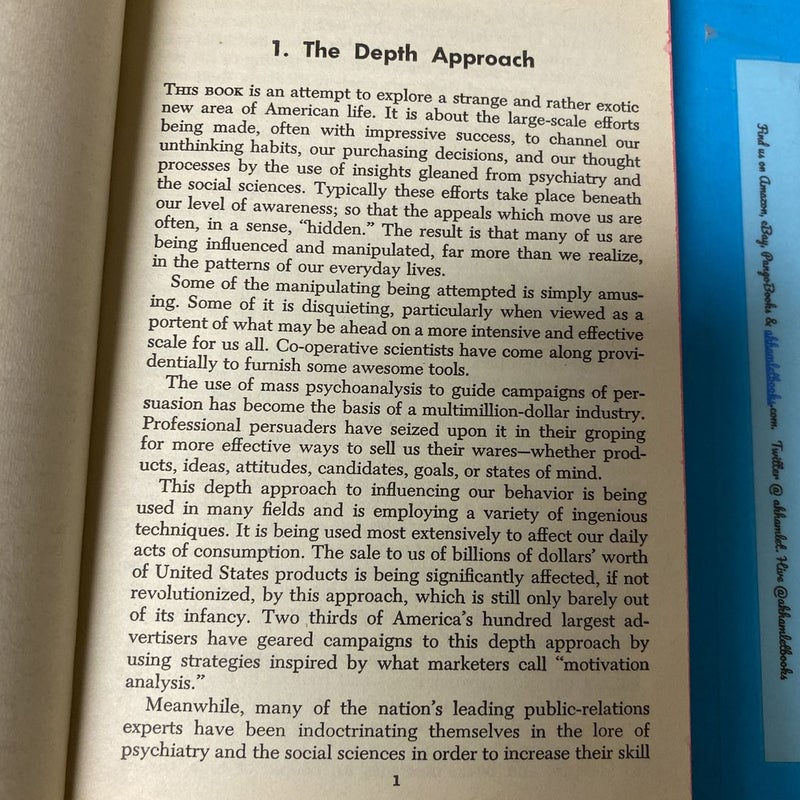 1. The Depth Approach
THIS BOOK is an attempt to explore a strange and rather exotic
new area of American life. It is about the large-scale efforts
being made, often with impressive success, to channel our
unthinking habits, our purchasing decisions, and our thought
processes by the use of insights gleaned from psychiatry and
the social sciences. Typically these efforts take place beneath
our level of awareness; so that the appeals which move us are
often, in a sense, “hidden.” The result is that many of us are
being influenced and manipulated, far more than we realize,
in the patterns of our everyday lives.
Some of the manipulating being attempted is simply amus-
ing. Some of it is disquieting, particularly when viewed as a
portent of what may be ahead on a more intensive and effective
scale for us all. Co-operative scientists have come along provi-
dentially to furnish some awesome tools.
The use of mass psychoanalysis to guide campaigns of per-
suasion has become the basis of a multimillion-dollar industry.
Professional persuaders have seized upon it in their groping
for more effective ways to sell us their wares—whether prod-
ucts, ideas, attitudes, candidates, goals, or states of mind.
This depth approach to influencing our behavior is being
used in many fields and is employing a variety of ingenious
techniques. It is being used most extensively to affect our daily
acts of consumption. The sale to us of billions of dollars’ worth
of United States products is being significantly affected, if not
revolutionized, by this approach, which is still only barely out
of its infancy. Two thirds of America’s hundred largest ad-
vertisers have geared campaigns to this depth approach by
using strategies inspired by what marketers call “motivation
analysis.”
Meanwhile, many of the nation’s leading public-relations
experts have been indoctrinating themselves in the lore of
psychiatry and the social sciences in order to increase their skill
1
Find us on Amazon, eBay, PangoBooks & akhamletbooks.com. Twitter @ akhamlet. Hive @akhamletbooks